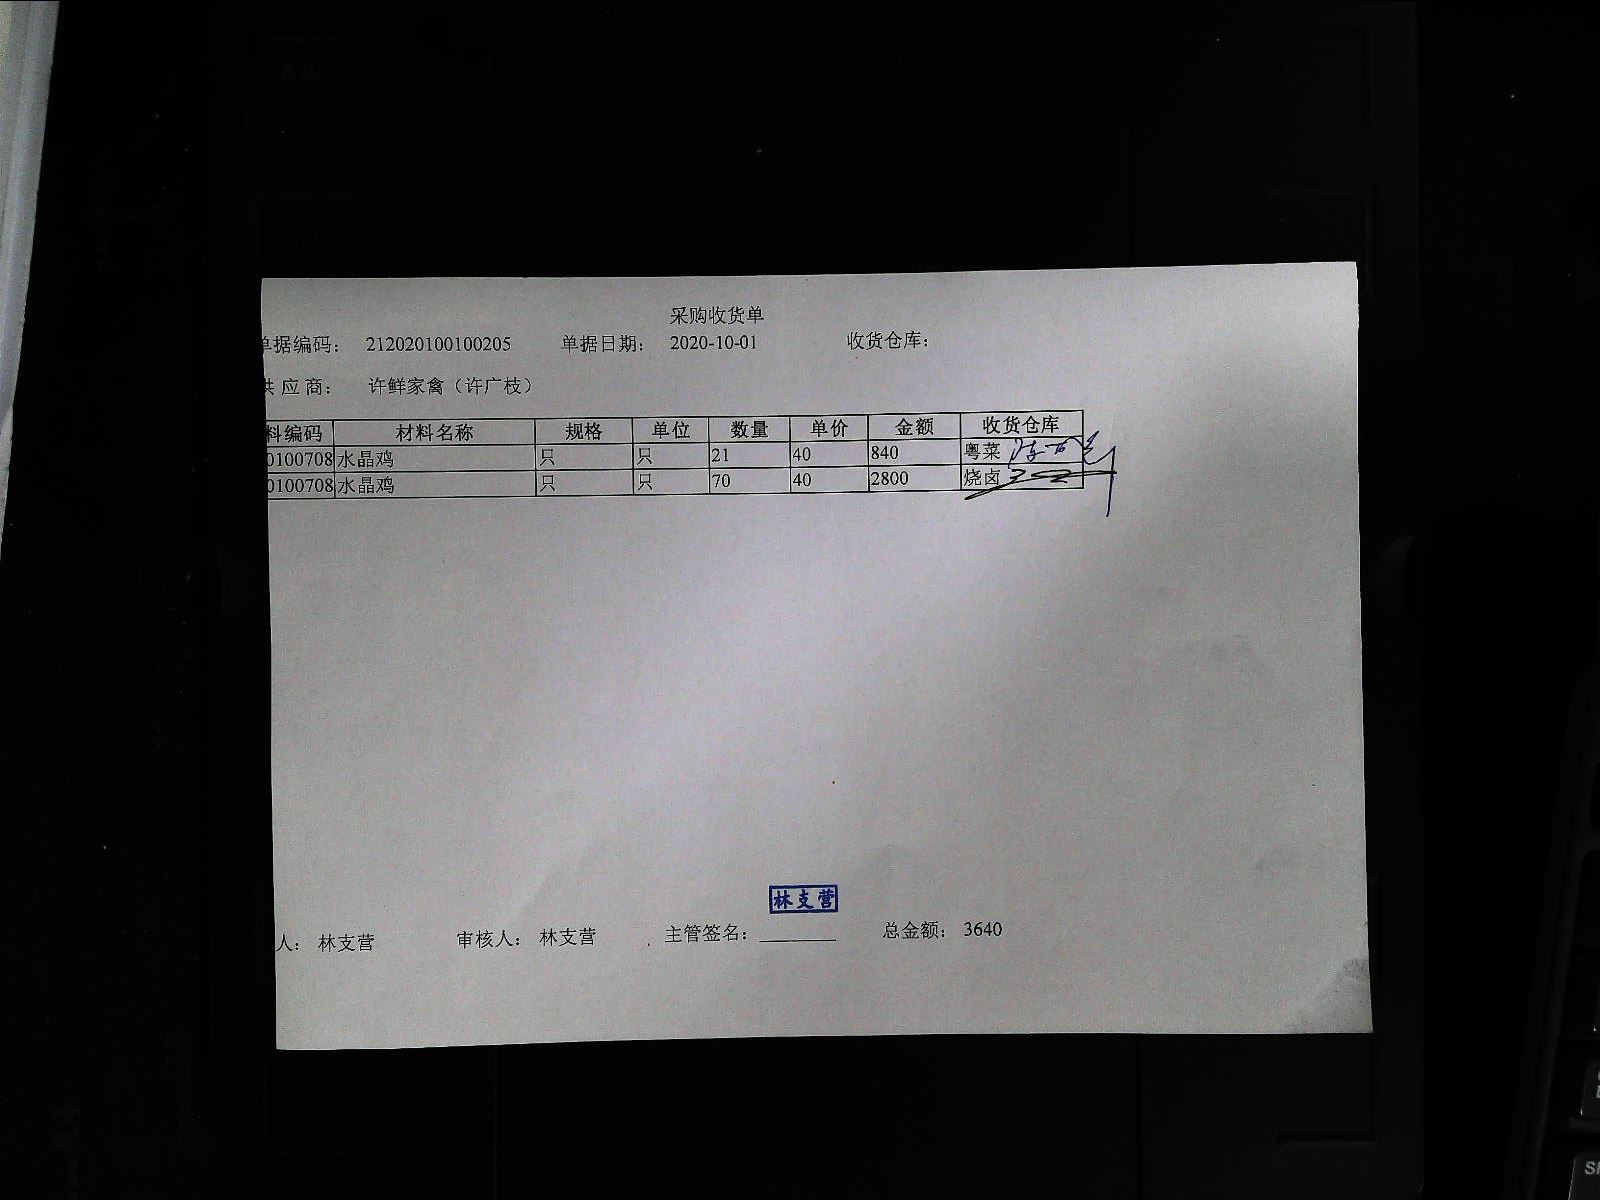 采购收货单
单据编码： 212020100100205 单据日期： 2020-10-01 收货仓库：
供 应 商： 许鲜家禽（许广枝）
料编码 材料名称 规格 单位 数量 单价 金额 收货仓库
0100708 水晶鸡 只 只 21 40 840 粤菜
0100708 水晶鸡 只 只 70 40 2800 烧卤
林支营
人： 林支营 审核人： 林支营 主管签名：________ 总金额： 3640